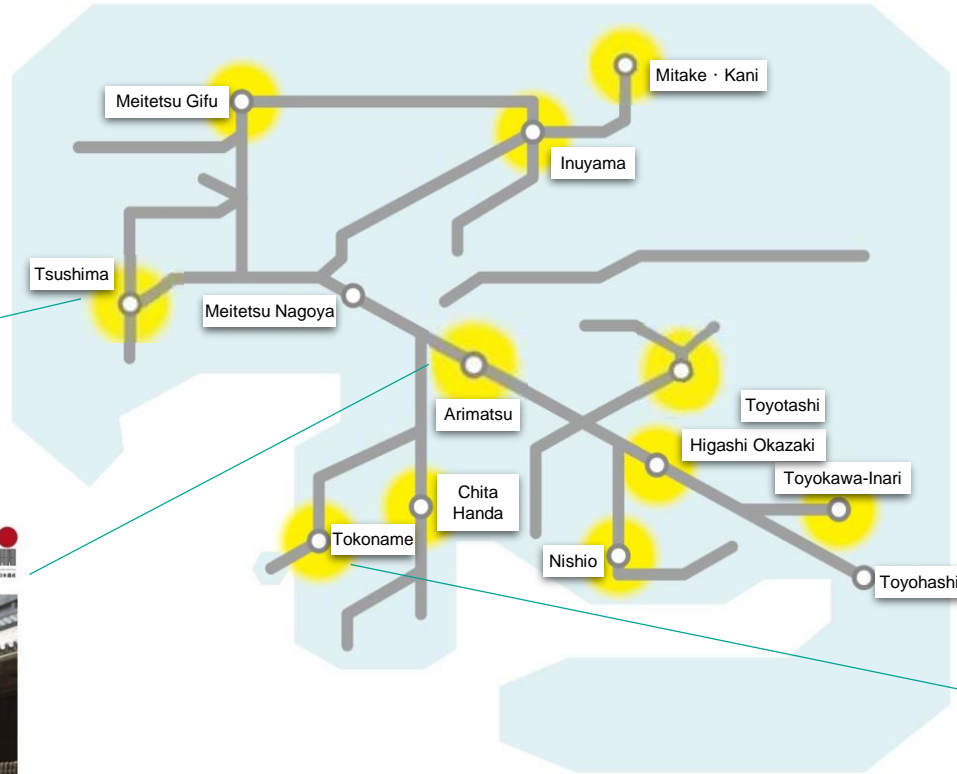 Mitake · Kani
Meitetsu Gifu
Inuyama
Tsushima
Meitetsu Nagoya
Arimatsu
Toyotashi
Higashi Okazaki
Toyokawa-Inari
Chita
Handa
Tokoname
Nishio
Toyohashi